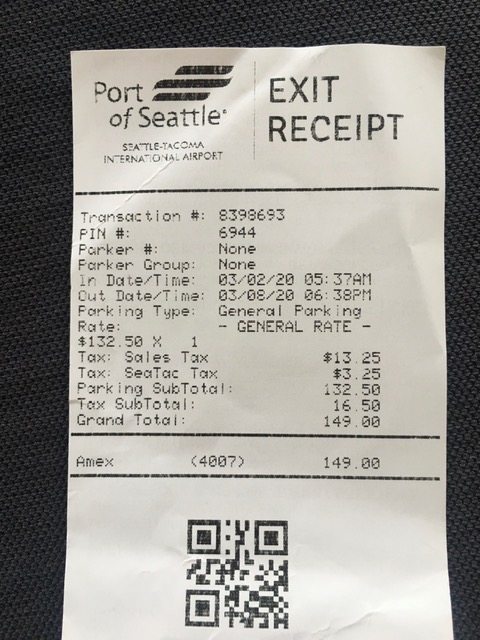 Port
of Seattle®
SEATTLE-TACOMA
INTERNATIONAL AIRPORT
EXIT
RECEIPT
Transaction #: 8398693
PIN #: 6944
Parker #: None
Parker Group: None
In Date/Time: 03/02/20 05:37AM
Out Date/Time: 03/08/20 06:38PM
Parking Type: General Parking
Rate: - GENERAL RATE -
$132.50 X 1
Tax: Sales Tax $13.25
Tax: SeaTac Tax $3.25
Parking SubTotal: 132.50
Tax SubTotal: 16.50
Grand Total: 149.00
Amex (4007) 149.00